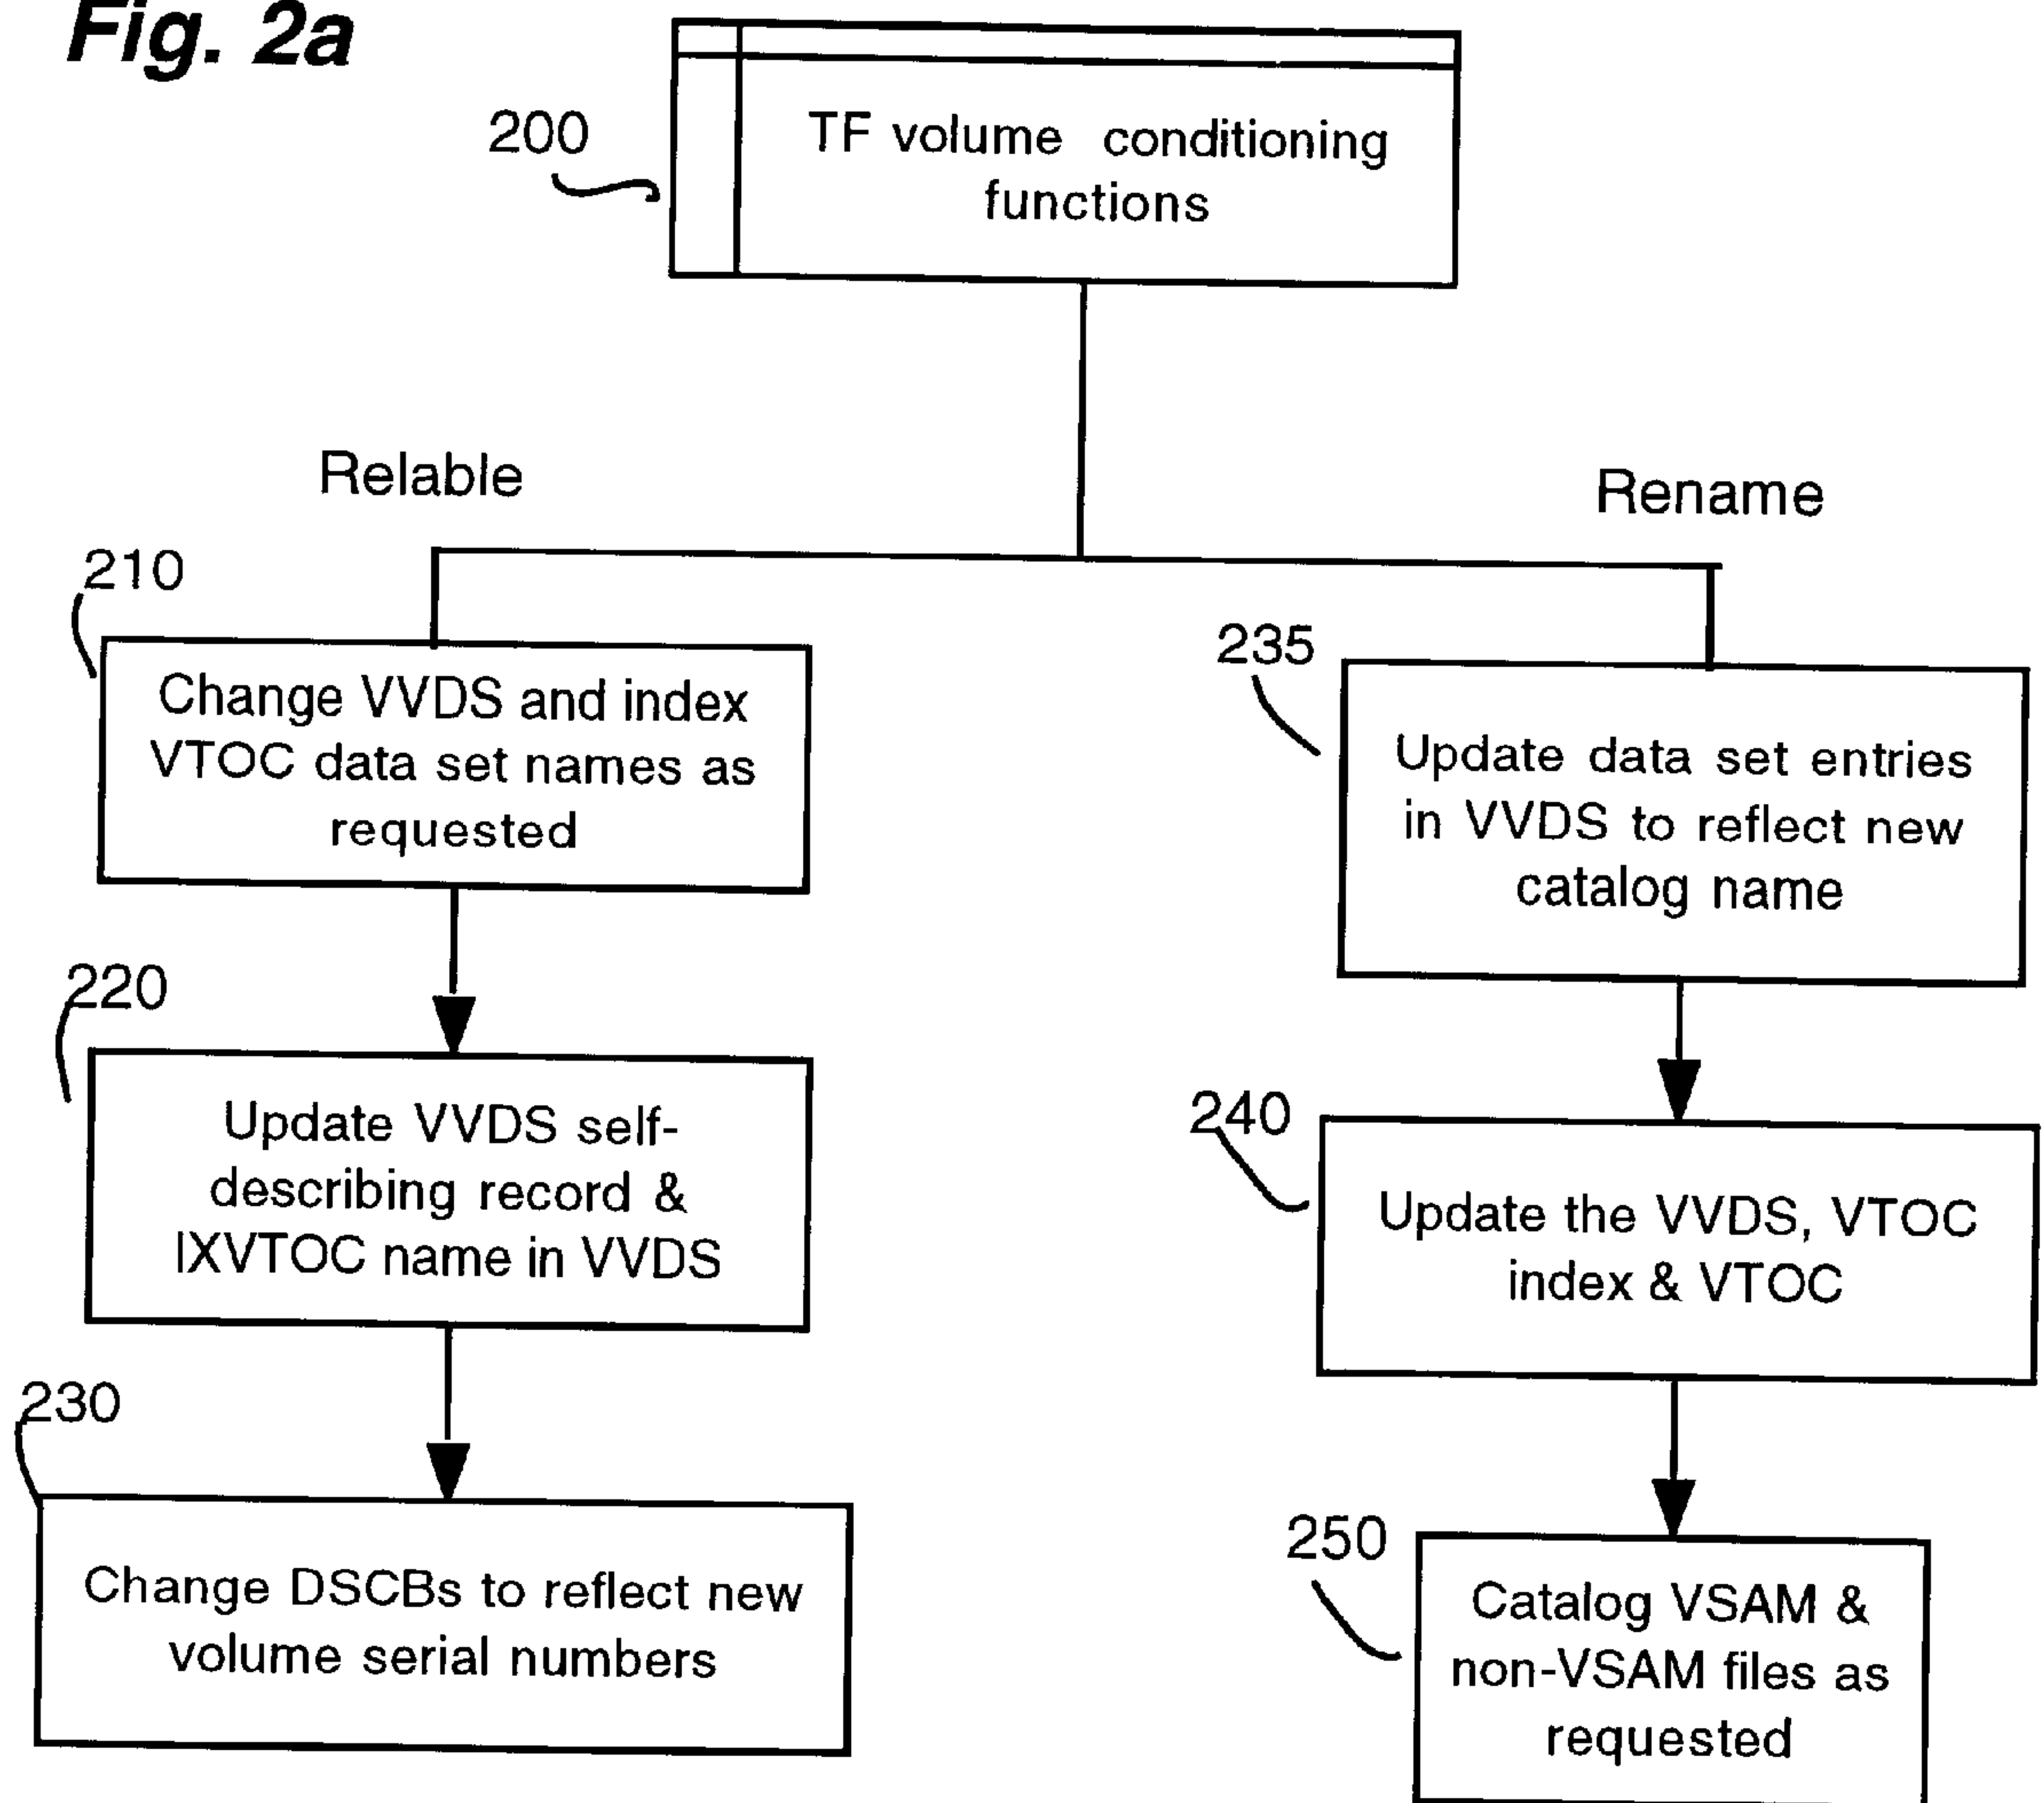 Fig. 2a
200
TF volume conditioning
functions
Relable
Rename
210
Change VVDS and index
VTOC data set names as
requested
235
Update data set entries
in VVDS to reflect new
catalog name
220
Update VVDS self-
describing record &
IXVTOC name in VVDS
240
Update the VVDS, VTOC
index & VTOC
230
Change DSCBs to reflect new
volume serial numbers
250
Catalog VSAM &
non-VSAM files as
requested